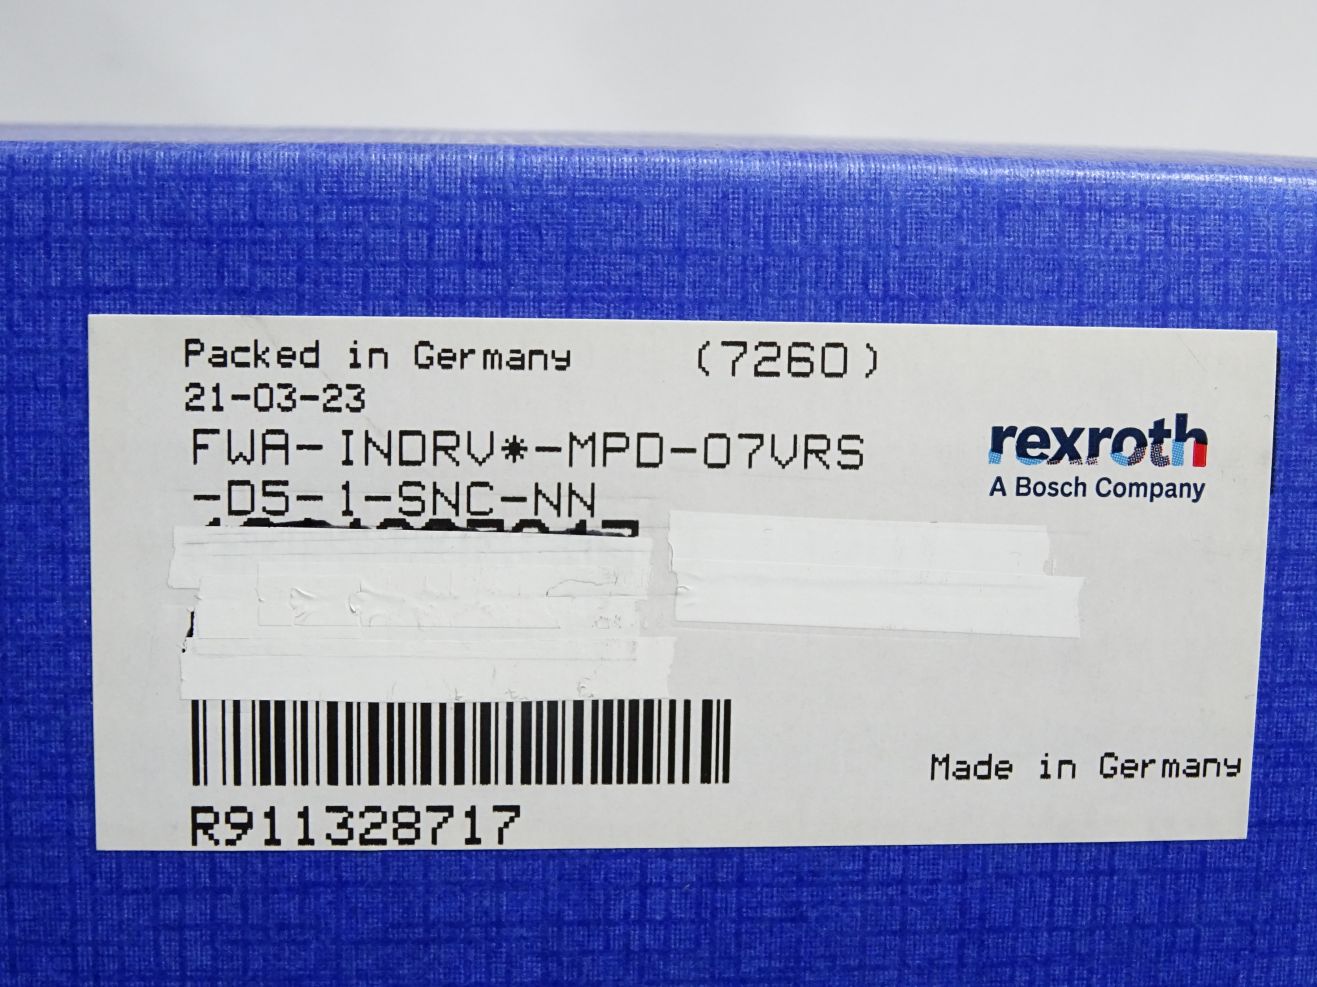 Packed in Germany (7260)
21-03-23
FWA-INDRV*-MPD-07VRS
-D5-1-SNC-NN
rexroth
A Bosch Company
Made in Germany
R911328717